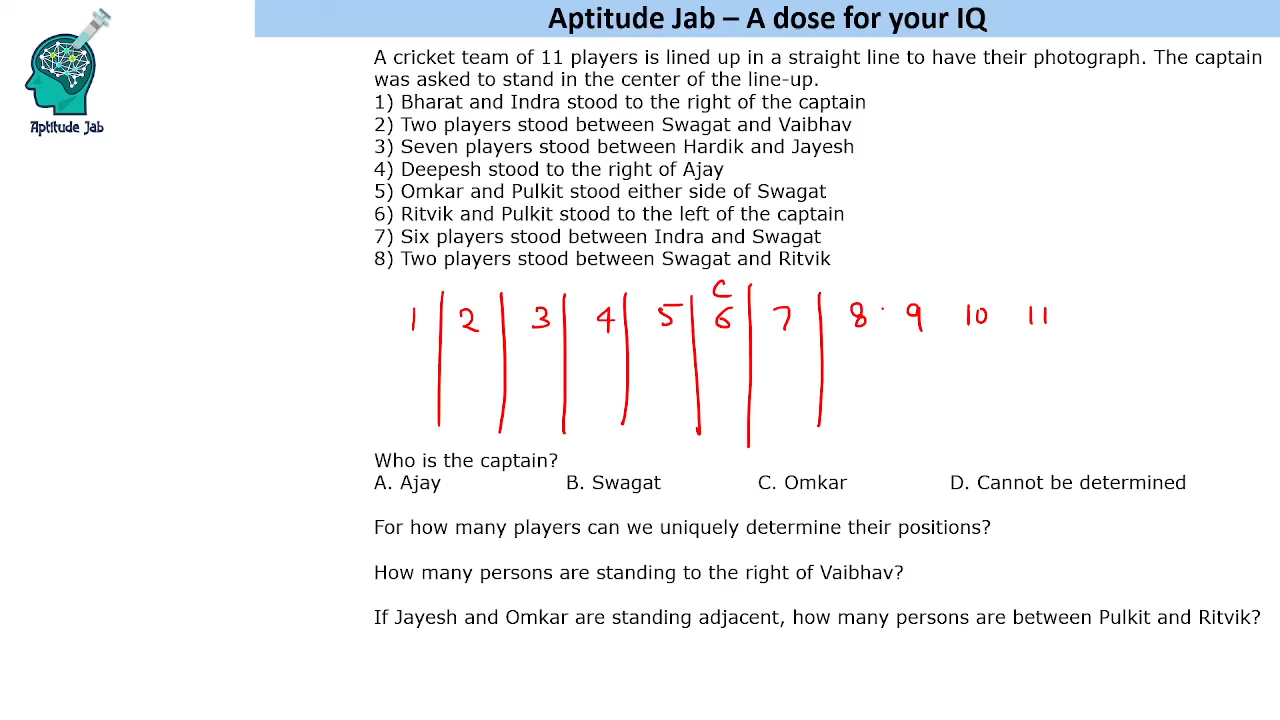 Aptitude Jab – A dose for your IQ
Aptitude Jab
A cricket team of 11 players is lined up in a straight line to have their photograph. The captain
was asked to stand in the center of the line-up.
1) Bharat and Indra stood to the right of the captain
2) Two players stood between Swagat and Vaibhav
3) Seven players stood between Hardik and Jayesh
4) Deepesh stood to the right of Ajay
5) Omkar and Pulkit stood either side of Swagat
6) Ritvik and Pulkit stood to the left of the captain
7) Six players stood between Indra and Swagat
8) Two players stood between Swagat and Ritvik
C
1 2 3 4 5 6 7 8 9 10 11
Who is the captain?
A. Ajay B. Swagat C. Omkar D. Cannot be determined
For how many players can we uniquely determine their positions?
How many persons are standing to the right of Vaibhav?
If Jayesh and Omkar are standing adjacent, how many persons are between Pulkit and Ritvik?